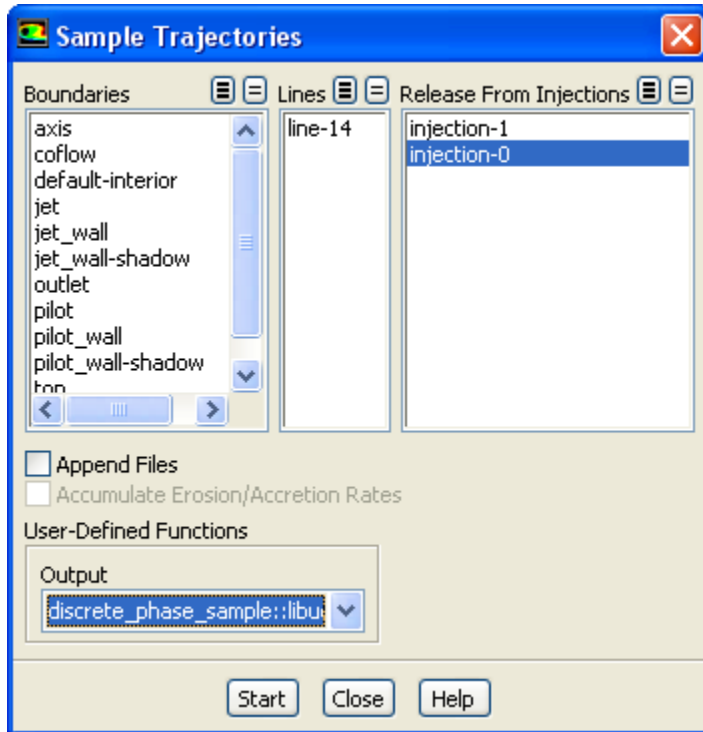 Sample Trajectories
Boundaries
axis
coflow
default-interior
jet
jet_wall
jet_wall-shadow
outlet
pilot
pilot_wall
pilot_wall-shadow
top
Lines
line-14
Release From Injections
injection-1
injection-0
Append Files
Accumulate Erosion/Accretion Rates
User-Defined Functions
Output
discrete_phase_sample::libu
Start Close Help